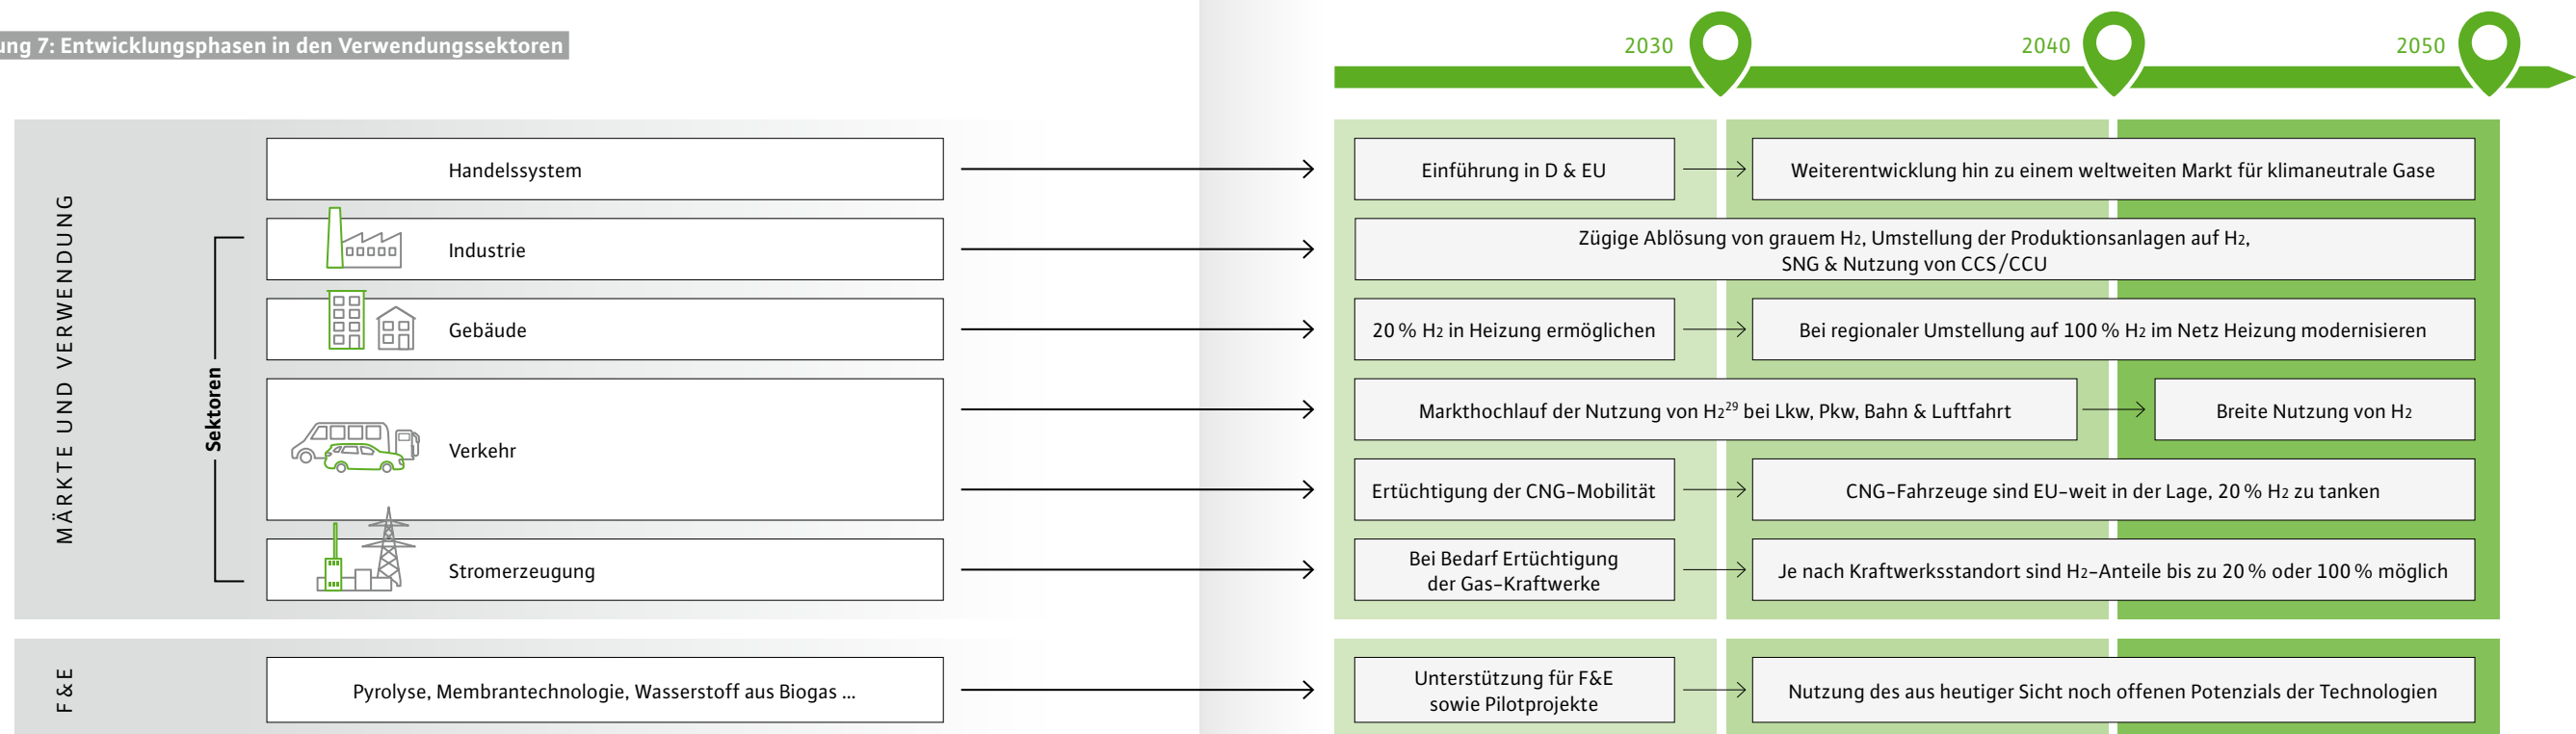 ung 7: Entwicklungsphasen in den Verwendungssektoren
2030
2040
2050
MÄRKTE UND VERWENDUNG
Sektoren
Handelssystem
Einführung in D & EU
Weiterentwicklung hin zu einem weltweiten Markt für klimaneutrale Gase
Industrie
Zügige Ablösung von grauem H2, Umstellung der Produktionsanlagen auf H2,
SNG & Nutzung von CCS/CCU
Gebäude
20 % H2 in Heizung ermöglichen
Bei regionaler Umstellung auf 100 % H2 im Netz Heizung modernisieren
Verkehr
Markthochlauf der Nutzung von H2²⁹ bei Lkw, Pkw, Bahn & Luftfahrt
Breite Nutzung von H2
Ertüchtigung der CNG-Mobilität
CNG-Fahrzeuge sind EU-weit in der Lage, 20 % H2 zu tanken
Stromerzeugung
Bei Bedarf Ertüchtigung
der Gas-Kraftwerke
Je nach Kraftwerksstandort sind H2-Anteile bis zu 20 % oder 100 % möglich
F&E
Pyrolyse, Membrantechnologie, Wasserstoff aus Biogas ...
Unterstützung für F&E
sowie Pilotprojekte
Nutzung des aus heutiger Sicht noch offenen Potenzials der Technologien